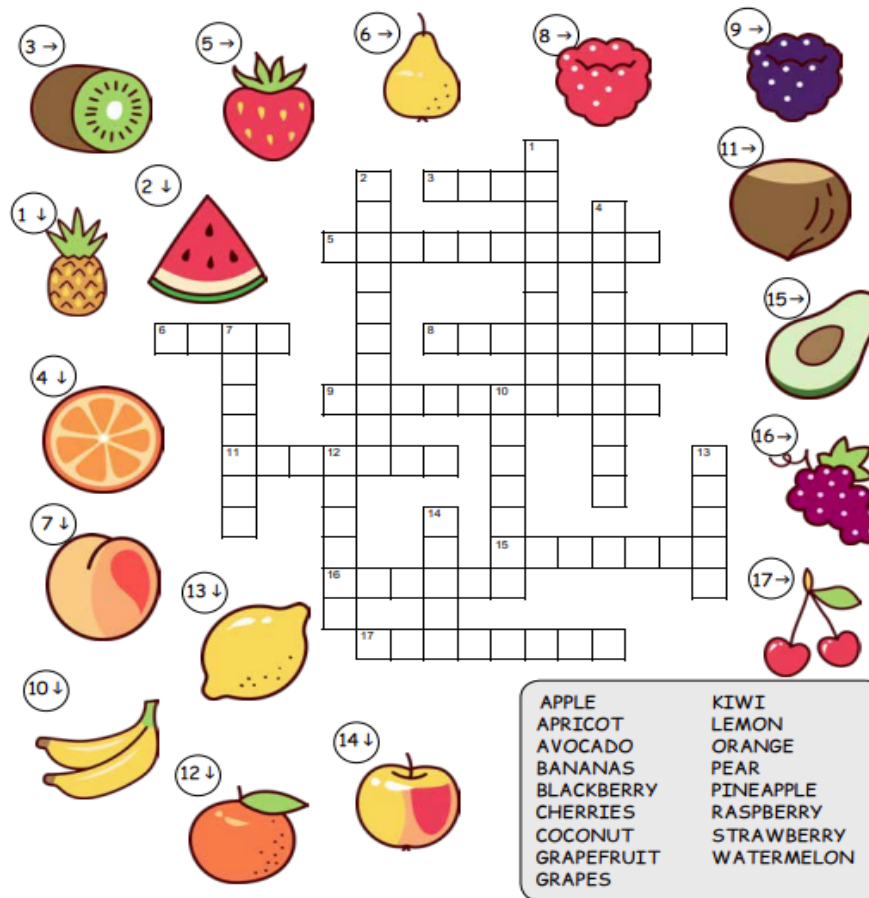 3 →
5 →
6 →
8 →
9 →
1
11 →
2 ↓
2
3
1 ↓
4
5
15 →
6
7
8
4 ↓
9
10
16 →
11
12
13
7 ↓
14
15
17 →
13 ↓
16
17
10 ↓
14 ↓
12 ↓
APPLE
APRICOT
AVOCADO
BANANAS
BLACKBERRY
CHERRIES
COCONUT
GRAPEFRUIT
GRAPES
KIWI
LEMON
ORANGE
PEAR
PINEAPPLE
RASPBERRY
STRAWBERRY
WATERMELON